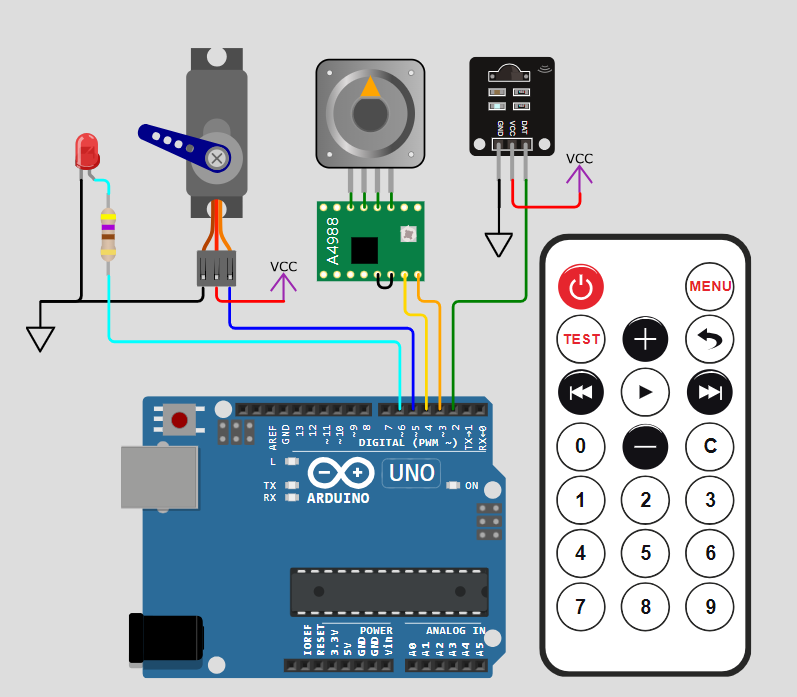 VCC
VCC
GND
VCC
DAT
A4988
MENU
TEST
0
C
1
2
3
4
5
6
7
8
9
AREF
GND
13
12
~11
~10
~9
8
7
~6
~5
4
~3
2
TX→1
RX←0
DIGITAL (PWM ~)
L
TX
RX
UNO
ON
ARDUINO
POWER
ANALOG IN
IOREF
RESET
3.3V
5V
GND
GND
Vin
A0
A1
A2
A3
A4
A5